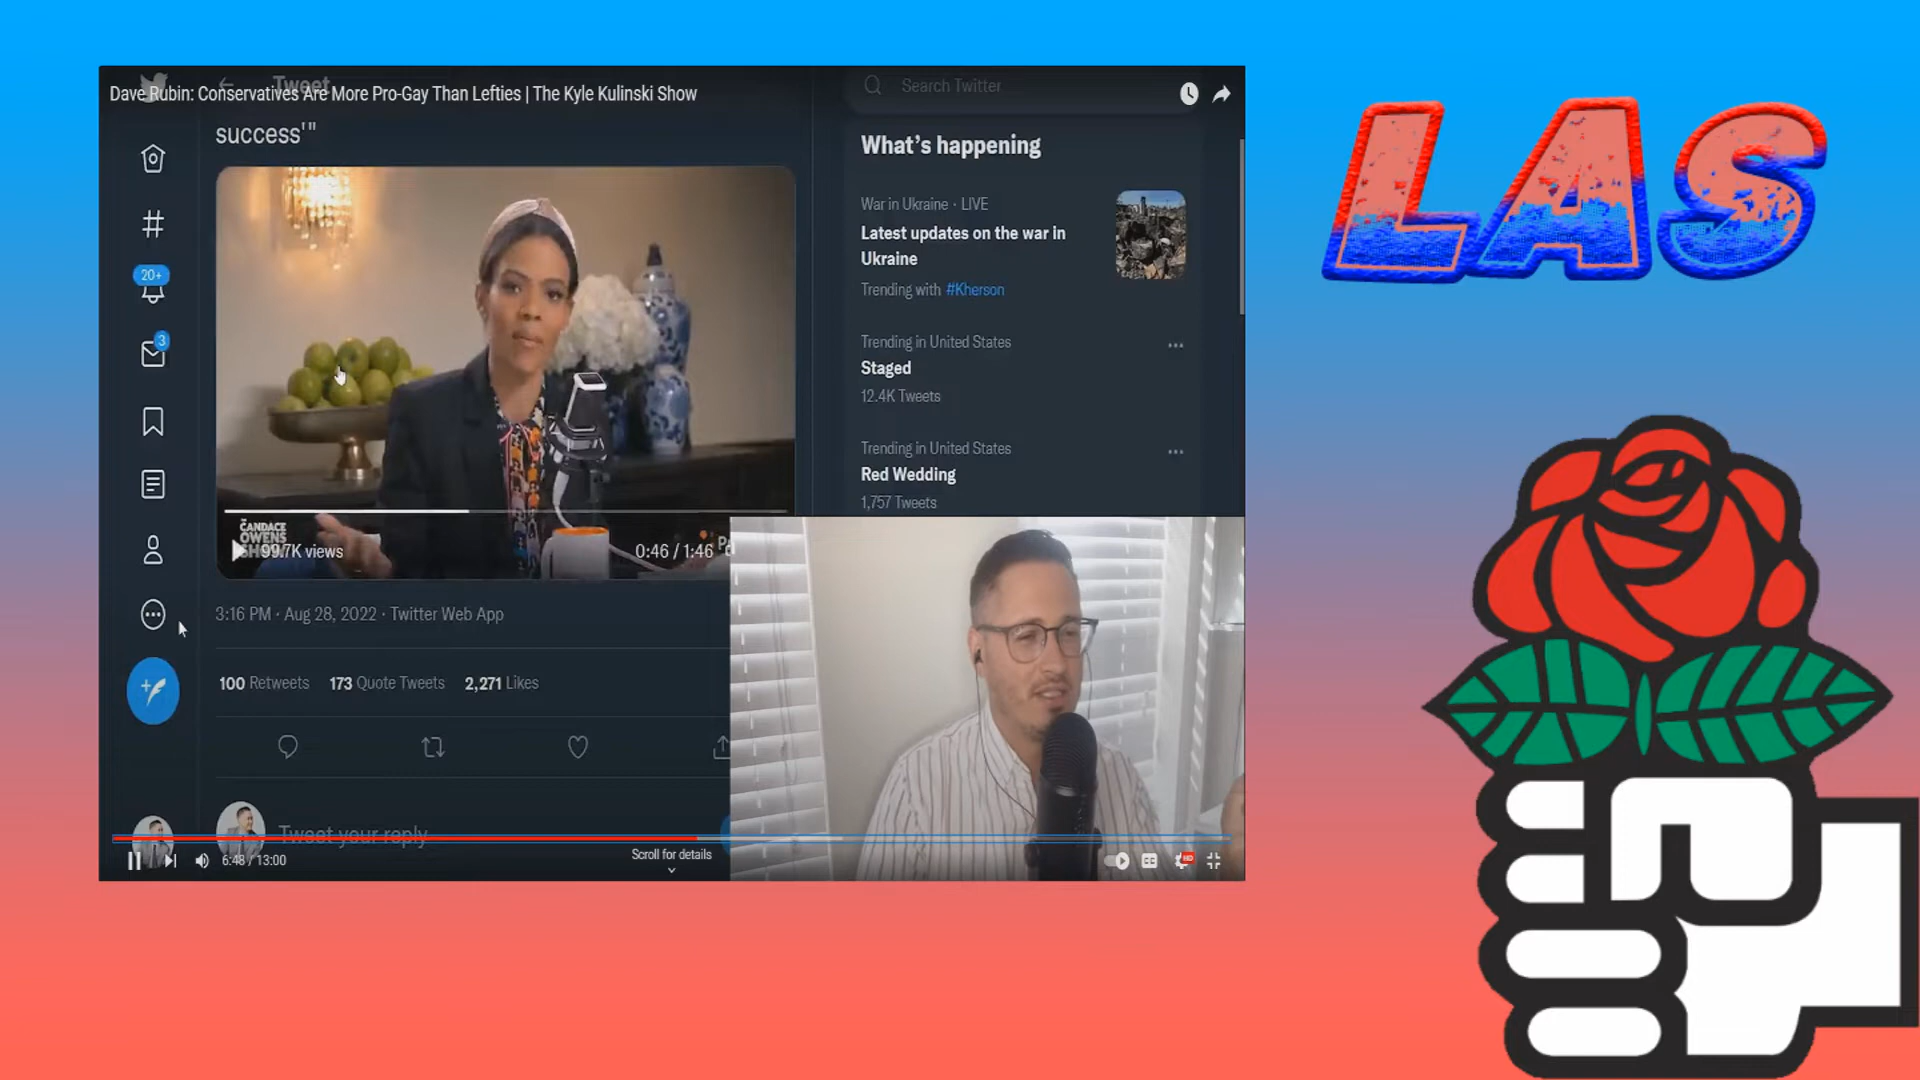 Tweet
Dave Rubin: Conservatives Are More Pro-Gay Than Lefties | The Kyle Kulinski Show
Search Twitter
LAS
success'"
What's happening
War in Ukraine · LIVE
Latest updates on the war in
Ukraine
Trending with #Kherson
20+
3
Trending in United States
Staged
12.4K Tweets
Trending in United States
Red Wedding
1,757 Tweets
CANDACE
OWENS
99.7K views
0:46 / 1:46
3:16 PM · Aug 28, 2022 · Twitter Web App
100 Retweets 173 Quote Tweets 2,271 Likes
Tweet your reply
6:48 / 13:00
Scroll for details
CC
HD